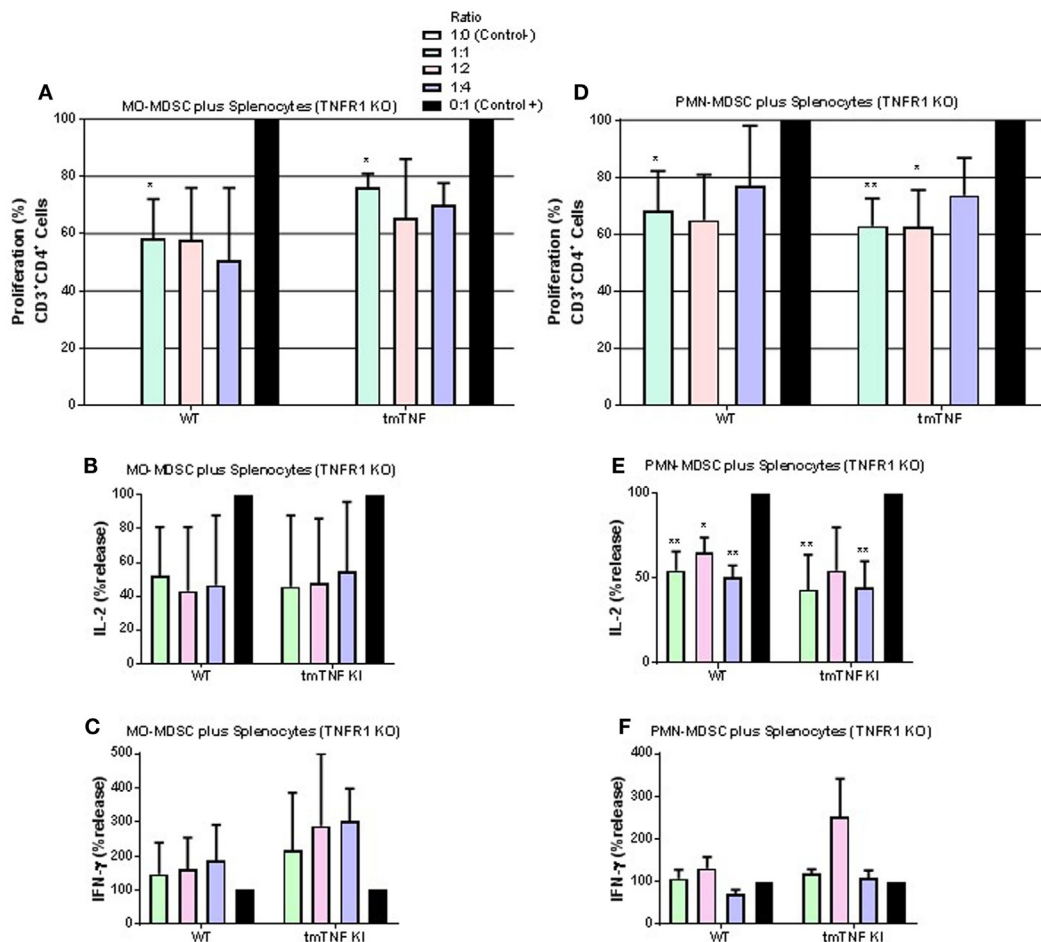 Ratio
1:0 (Control-)
1:1
1:2
1:4
0:1 (Control +)
A
MO-MDSC plus Splenocytes (TNFR1 KO)
Proliferation (%)
CD3+CD4+ Cells
100
80
60
40
20
0
*
*
WT
tmTNF
D
PMN-MDSC plus Splenocytes (TNFR1 KO)
Proliferation (%)
CD3+CD4+ Cells
100
80
60
40
20
0
*
**
*
WT
tmTNF
B
MO-MDSC plus Splenocytes (TNFR1 KO)
IL-2 (%release)
100
80
60
40
20
0
WT
tmTNF KI
E
PMN-MDSC plus Splenocytes (TNFR1 KO)
IL-2 (%release)
100
50
0
**
*
**
**
**
WT
tmTNF KI
C
MO-MDSC plus Splenocytes (TNFR1 KO)
IFN-γ (%release)
500
400
300
200
100
0
WT
tmTNF KI
F
PMN-MDSC plus Splenocytes (TNFR1 KO)
IFN-γ (%release)
400
300
200
100
0
WT
tmTNF KI